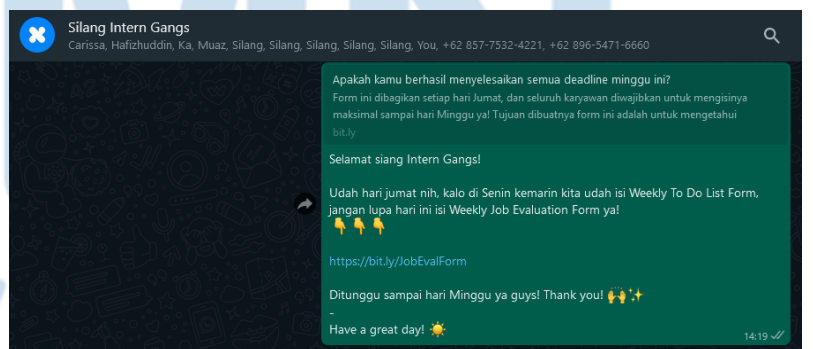 Silang Intern Gangs
Carissa, Hafizhuddin, Ka, Muaz, Silang, Silang, Silang, Silang, Silang, You, +62 857-7532-4221, +62 896-5471-6660
Apakah kamu berhasil menyelesaikan semua deadline minggu ini?
Form ini dibagikan setiap hari Jumat, dan seluruh karyawan diwajibkan untuk mengisinya
maksimal sampai hari Minggu ya! Tujuan dibuatnya form ini adalah untuk mengetahui
bit.ly
Selamat siang Intern Gangs!
Udah hari jumat nih, kalo di Senin kemarin kita udah isi Weekly To Do List Form,
jangan lupa hari ini isi Weekly Job Evaluation Form ya!
👇 👇 👇
https://bit.ly/JobEvalForm
Ditunggu sampai hari Minggu ya guys! Thank you! 🙌✨
-
Have a great day! ☀️
14:19